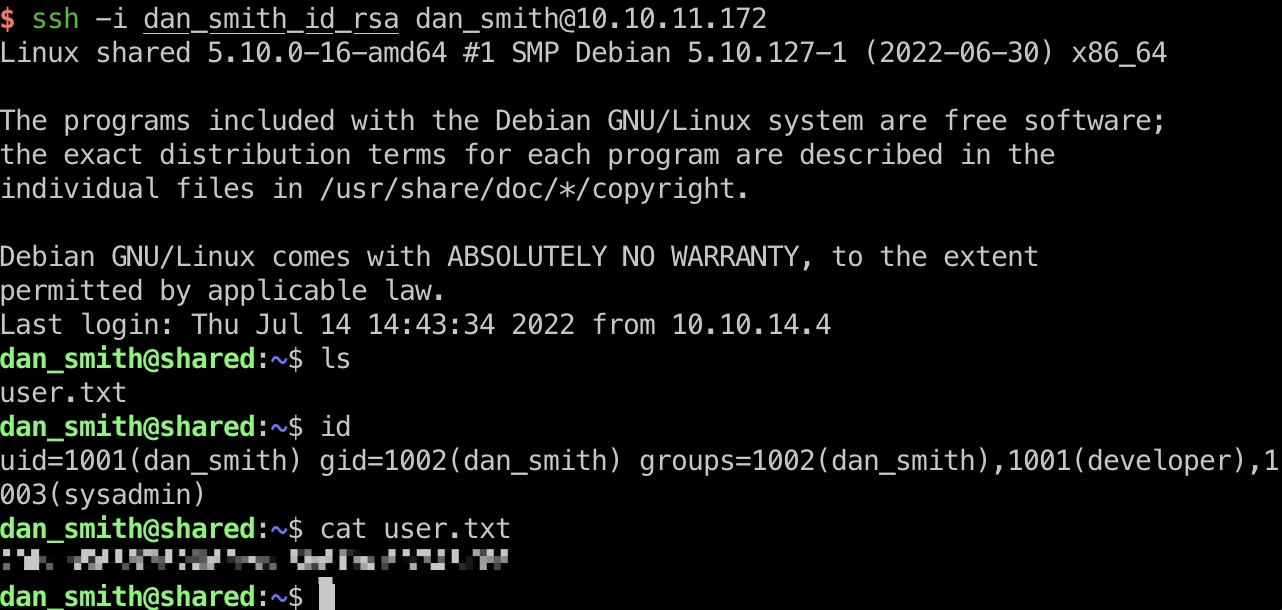 $ ssh -i dan_smith_id_rsa dan_smith@10.10.11.172
Linux shared 5.10.0-16-amd64 #1 SMP Debian 5.10.127-1 (2022-06-30) x86_64
The programs included with the Debian GNU/Linux system are free software;
the exact distribution terms for each program are described in the
individual files in /usr/share/doc/*/copyright.
Debian GNU/Linux comes with ABSOLUTELY NO WARRANTY, to the extent
permitted by applicable law.
Last login: Thu Jul 14 14:43:34 2022 from 10.10.14.4
dan_smith@shared:~$ ls
user.txt
dan_smith@shared:~$ id
uid=1001(dan_smith) gid=1002(dan_smith) groups=1002(dan_smith),1001(developer),1
003(sysadmin)
dan_smith@shared:~$ cat user.txt
dan_smith@shared:~$